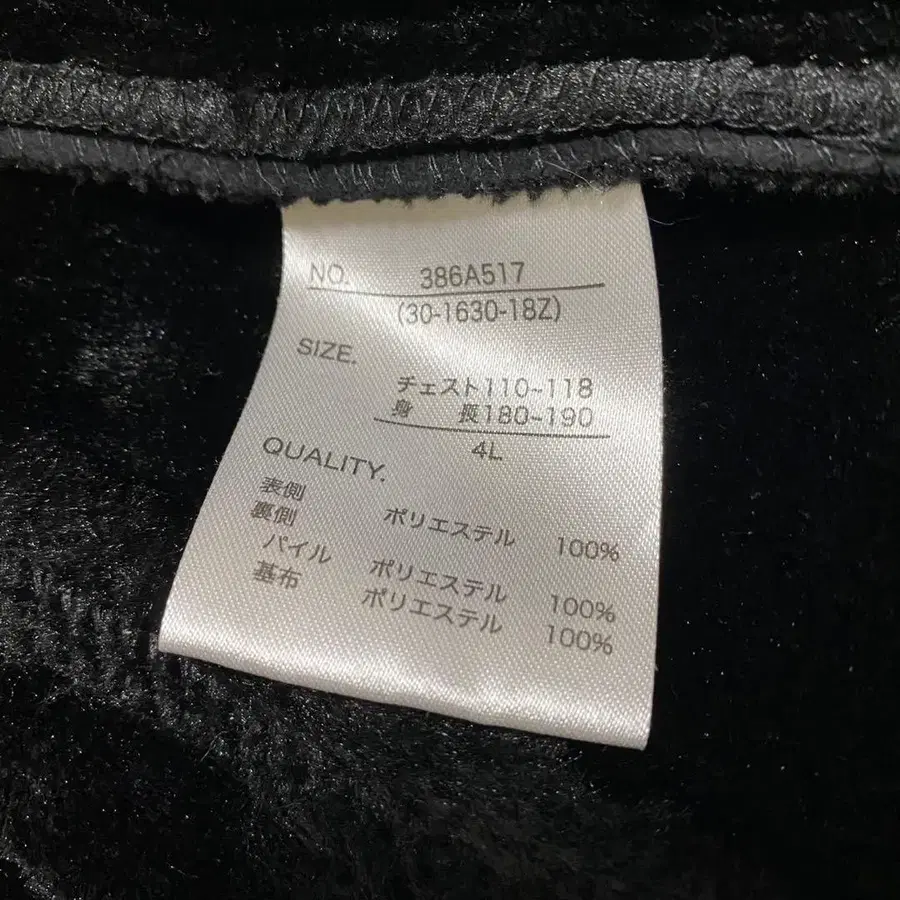 NO. 386A517
(30-1630-18Z)
SIZE.
チェスト110~118
身 長180~190
4L
QUALITY.
表側 ポリエステル 100%
裏側
パイル ポリエステル 100%
基布 ポリエステル 100%